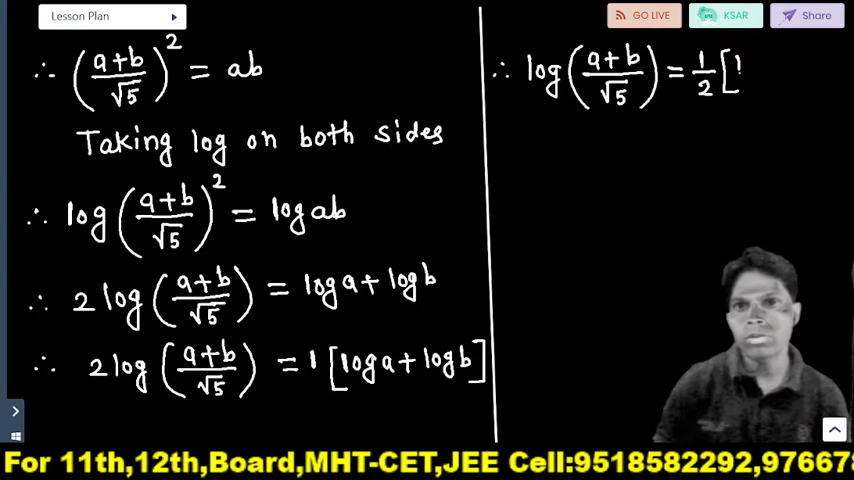 Lesson Plan
GO LIVE
KSAR
Share
∴ (a+b/√5)² = ab
Taking log on both sides
∴ log(a+b/√5)² = log ab
∴ 2 log(a+b/√5) = log a + log b
∴ 2 log(a+b/√5) = 1[log a + log b]
∴ log(a+b/√5) = 1/2[
For 11th,12th,Board,MHT-CET,JEE Cell:9518582292,976678